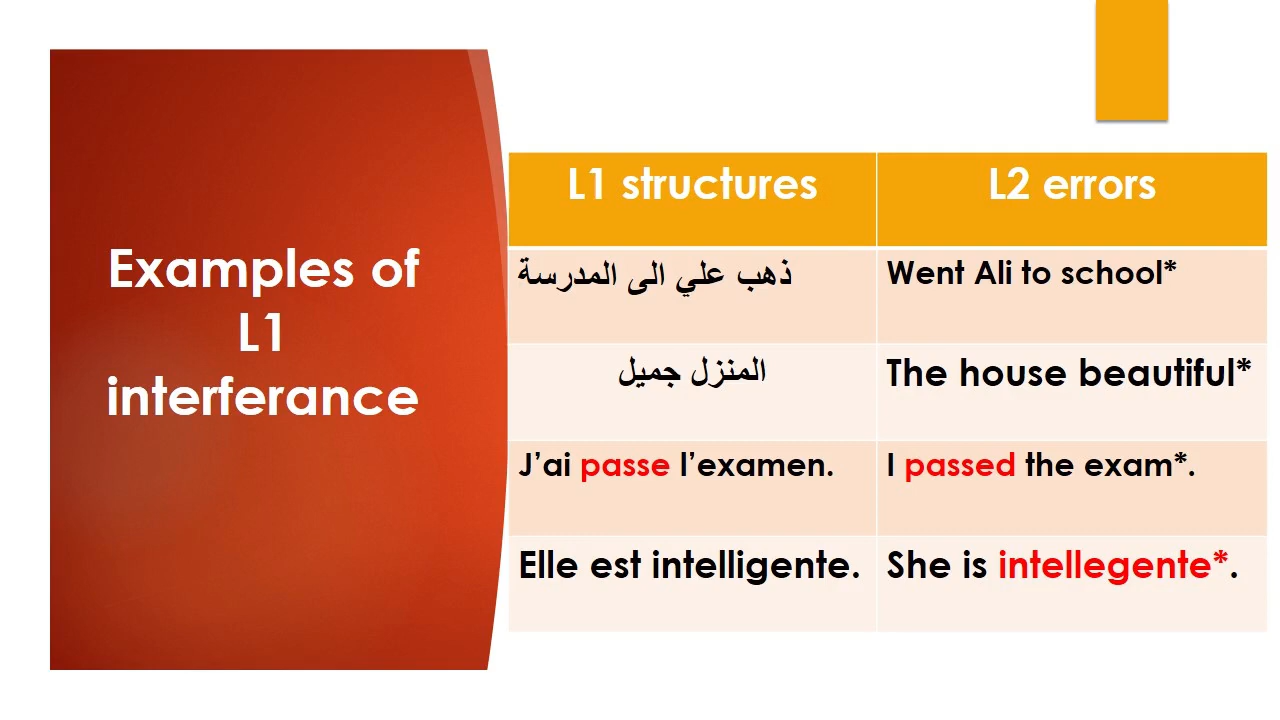 Examples of
L1
interferance
L1 structures
L2 errors
ذهب علي الى المدرسة
Went Ali to school*
المنزل جميل
The house beautiful*
J’ai passe l’examen.
I passed the exam*.
Elle est intelligente.
She is intellegente*.